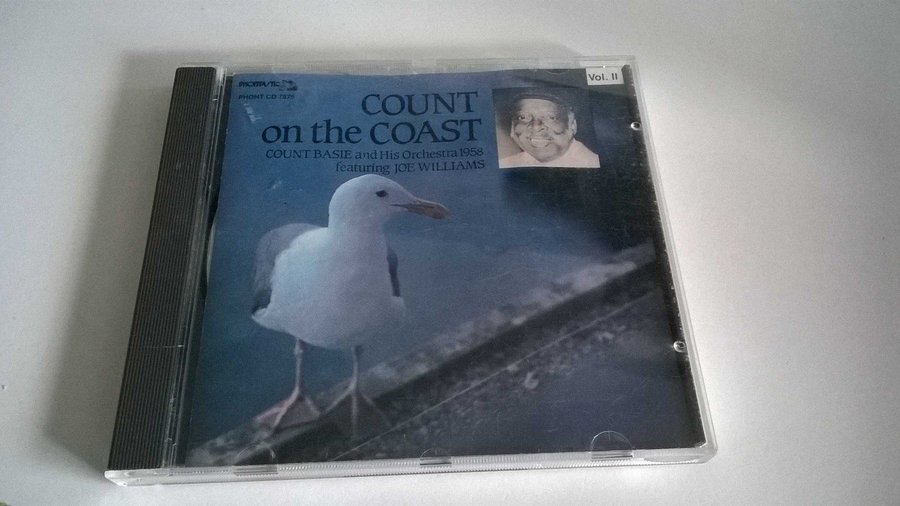 PHONTASTIC
PHONT CD 7575
Vol. II
COUNT
on the COAST
COUNT BASIE and His Orchestra 1958
featuring JOE WILLIAMS